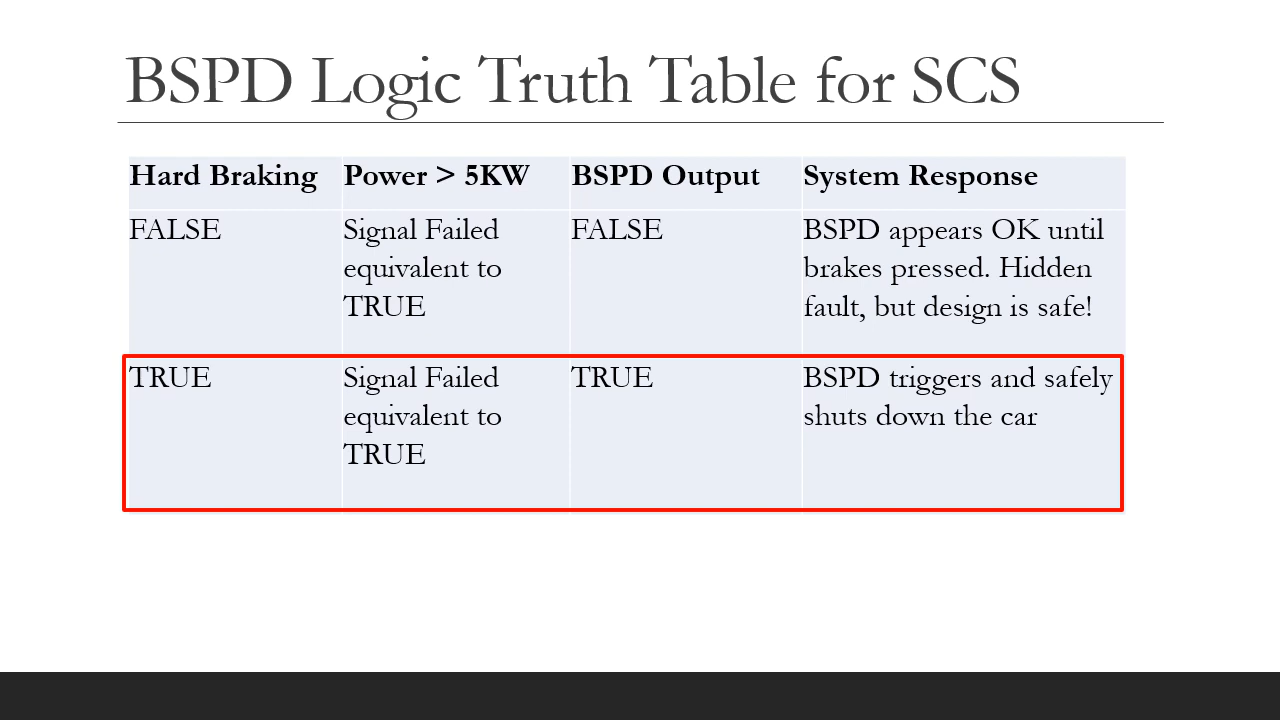 BSPD Logic Truth Table for SCS
Hard Braking Power > 5KW BSPD Output System Response
FALSE Signal Failed FALSE BSPD appears OK until
equivalent to brakes pressed. Hidden
TRUE fault, but design is safe!
TRUE Signal Failed TRUE BSPD triggers and safely
equivalent to shuts down the car
TRUE